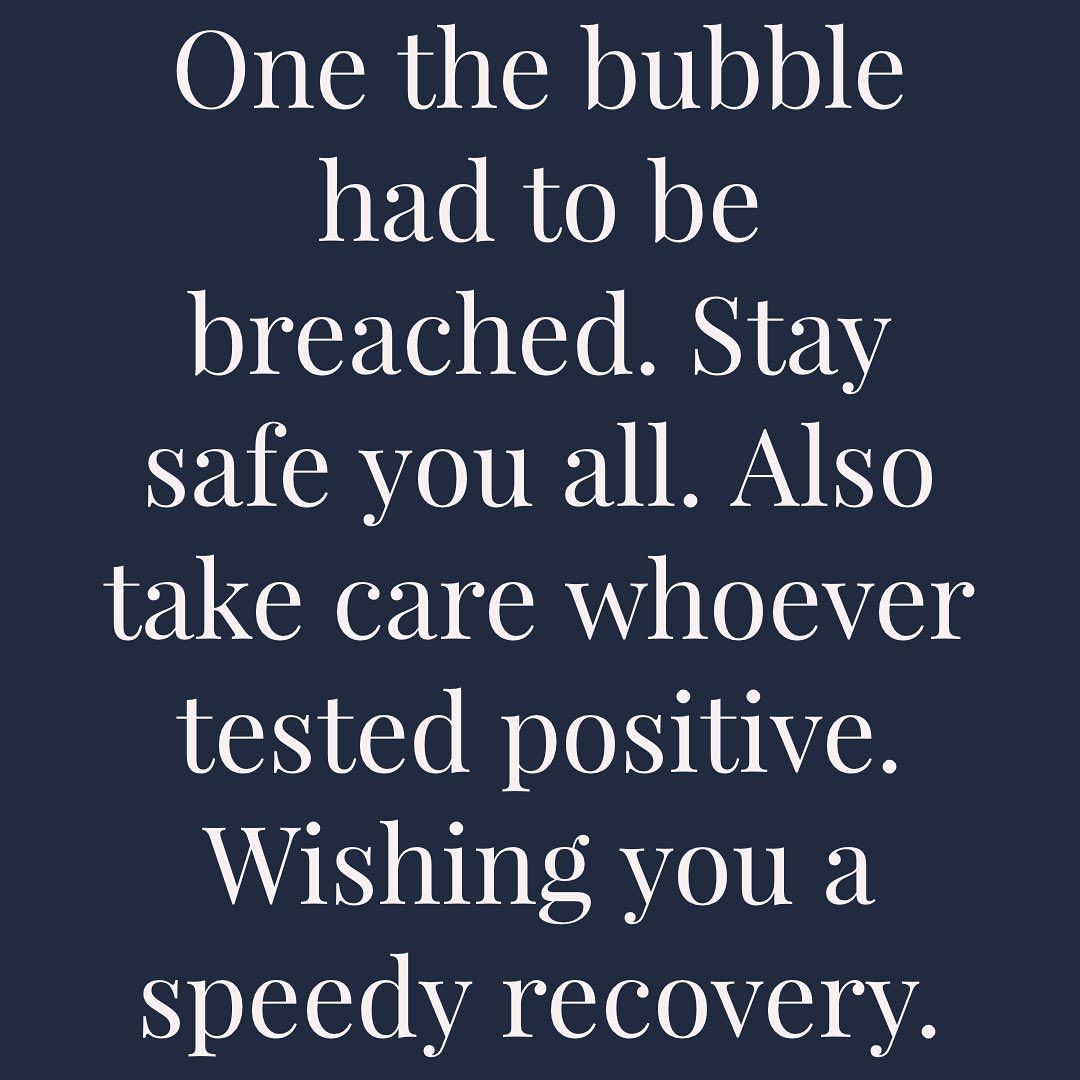 One the bubble
had to be
breached. Stay
safe you all. Also
take care whoever
tested positive.
Wishing you a
speedy recovery.